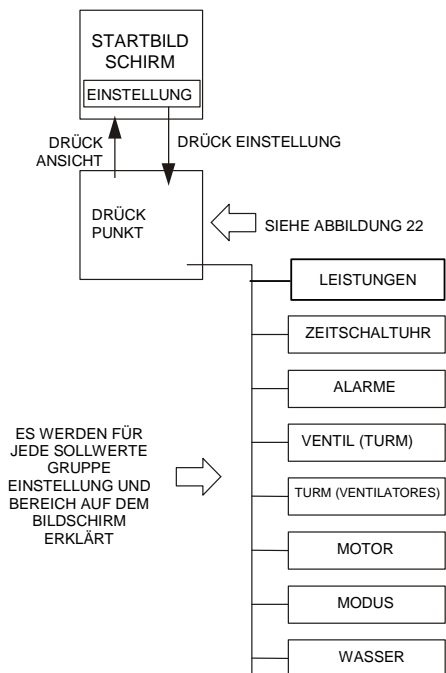 STARTBILD
SCHIRM
EINSTELLUNG
DRÜCK
ANSICHT
DRÜCK EINSTELLUNG
DRÜCK
PUNKT
SIEHE ABBILDUNG 22
LEISTUNGEN
ZEITSCHALTUHR
ALARME
ES WERDEN FÜR
JEDE SOLLWERTE
GRUPPE
EINSTELLUNG UND
BEREICH AUF DEM
BILDSCHIRM
ERKLÄRT
VENTIL (TURM)
TURM (VENTILATORES)
MOTOR
MODUS
WASSER